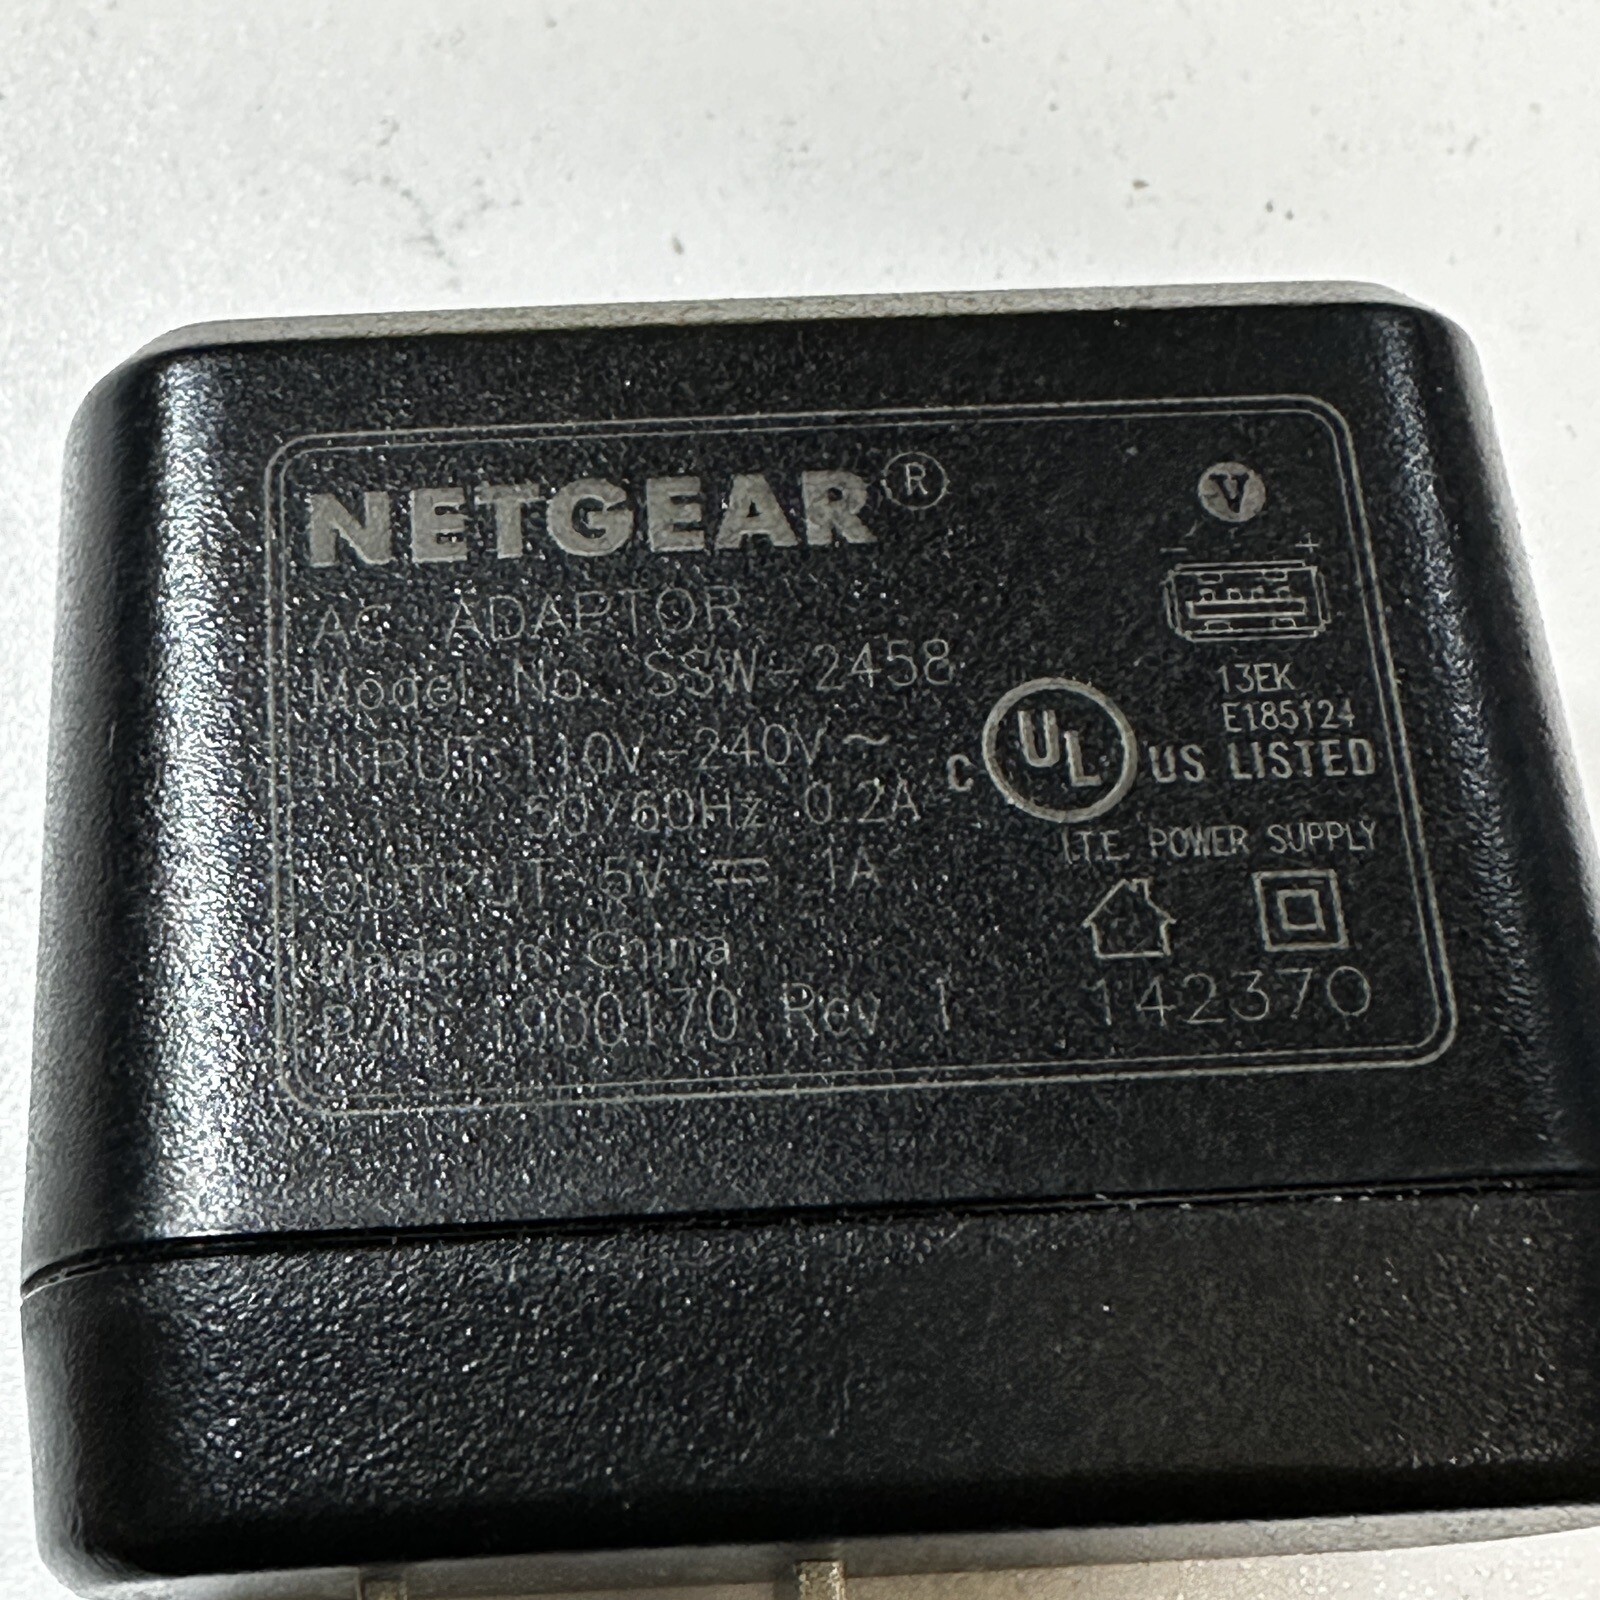 NETGEAR®
AC ADAPTOR
Model No. SSW-2458
INPUT: 110V-240V~
50/60Hz 0.2A
OUTPUT: 5V ⎓ 1A
Made in China
P/N: 1000170 Rev 1
V
- +
13EK
E185124
C UL US LISTED
I.T.E. POWER SUPPLY
142370